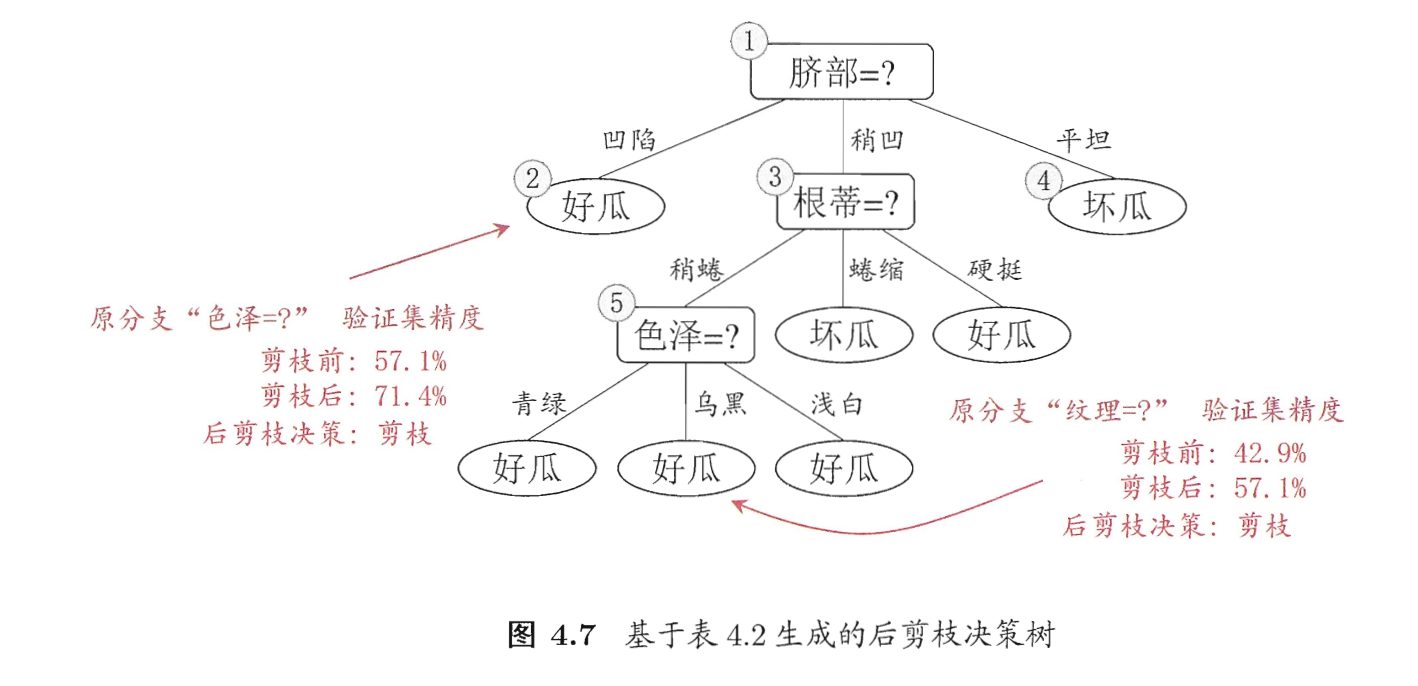 1
脐部=?
凹陷
稍凹
平坦
2
好瓜
3
根蒂=?
4
坏瓜
稍蜷
蜷缩
硬挺
5
色泽=?
坏瓜
好瓜
青绿
乌黑
浅白
好瓜
好瓜
好瓜
原分支“色泽=?” 验证集精度
剪枝前: 57.1%
剪枝后: 71.4%
后剪枝决策: 剪枝
原分支“纹理=?” 验证集精度
剪枝前: 42.9%
剪枝后: 57.1%
后剪枝决策: 剪枝
图 4.7 基于表 4.2 生成的后剪枝决策树